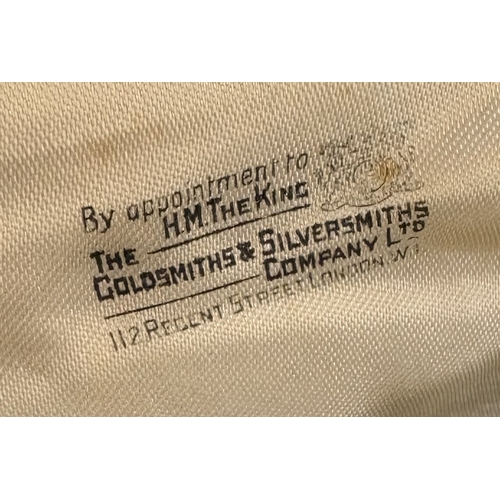 By appointment to
H.M. THE KING
THE
GOLDSMITHS & SILVERSMITHS
COMPANY LTD
112 REGENT STREET LONDON W.1